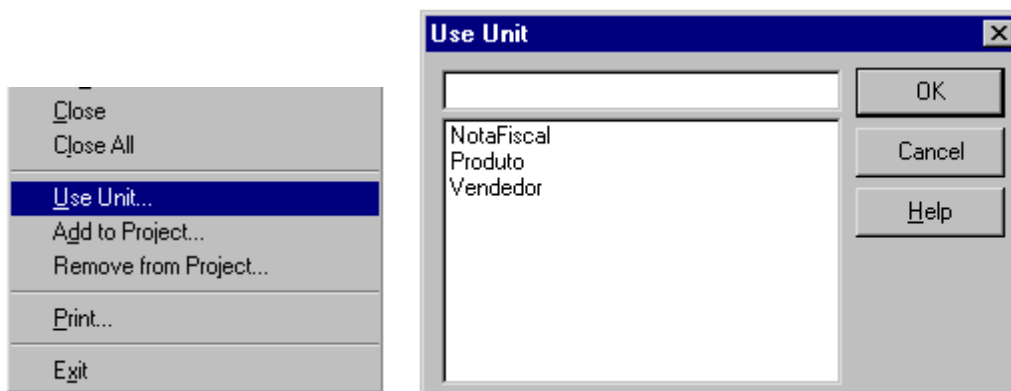 Close
Close All
Use Unit...
Add to Project...
Remove from Project...
Print...
Exit
Use Unit
OK
NotaFiscal
Produto
Vendedor
Cancel
Help